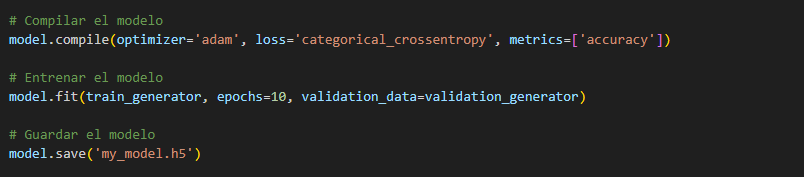 # Compilar el modelo
model.compile(optimizer='adam', loss='categorical_crossentropy', metrics=['accuracy'])
# Entrenar el modelo
model.fit(train_generator, epochs=10, validation_data=validation_generator)
# Guardar el modelo
model.save('my_model.h5')